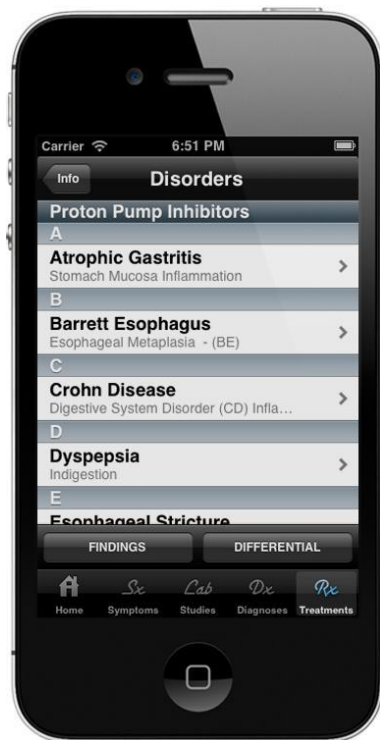 Carrier 6:51 PM
Info Disorders
Proton Pump Inhibitors
A
Atrophic Gastritis
Stomach Mucosa Inflammation
B
Barrett Esophagus
Esophageal Metaplasia - (BE)
C
Crohn Disease
Digestive System Disorder (CD) Infla...
D
Dyspepsia
Indigestion
E
Esophageal Stricture
FINDINGS DIFFERENTIAL
Sx Lab Dx Rx
Home Symptoms Studies Diagnoses Treatments